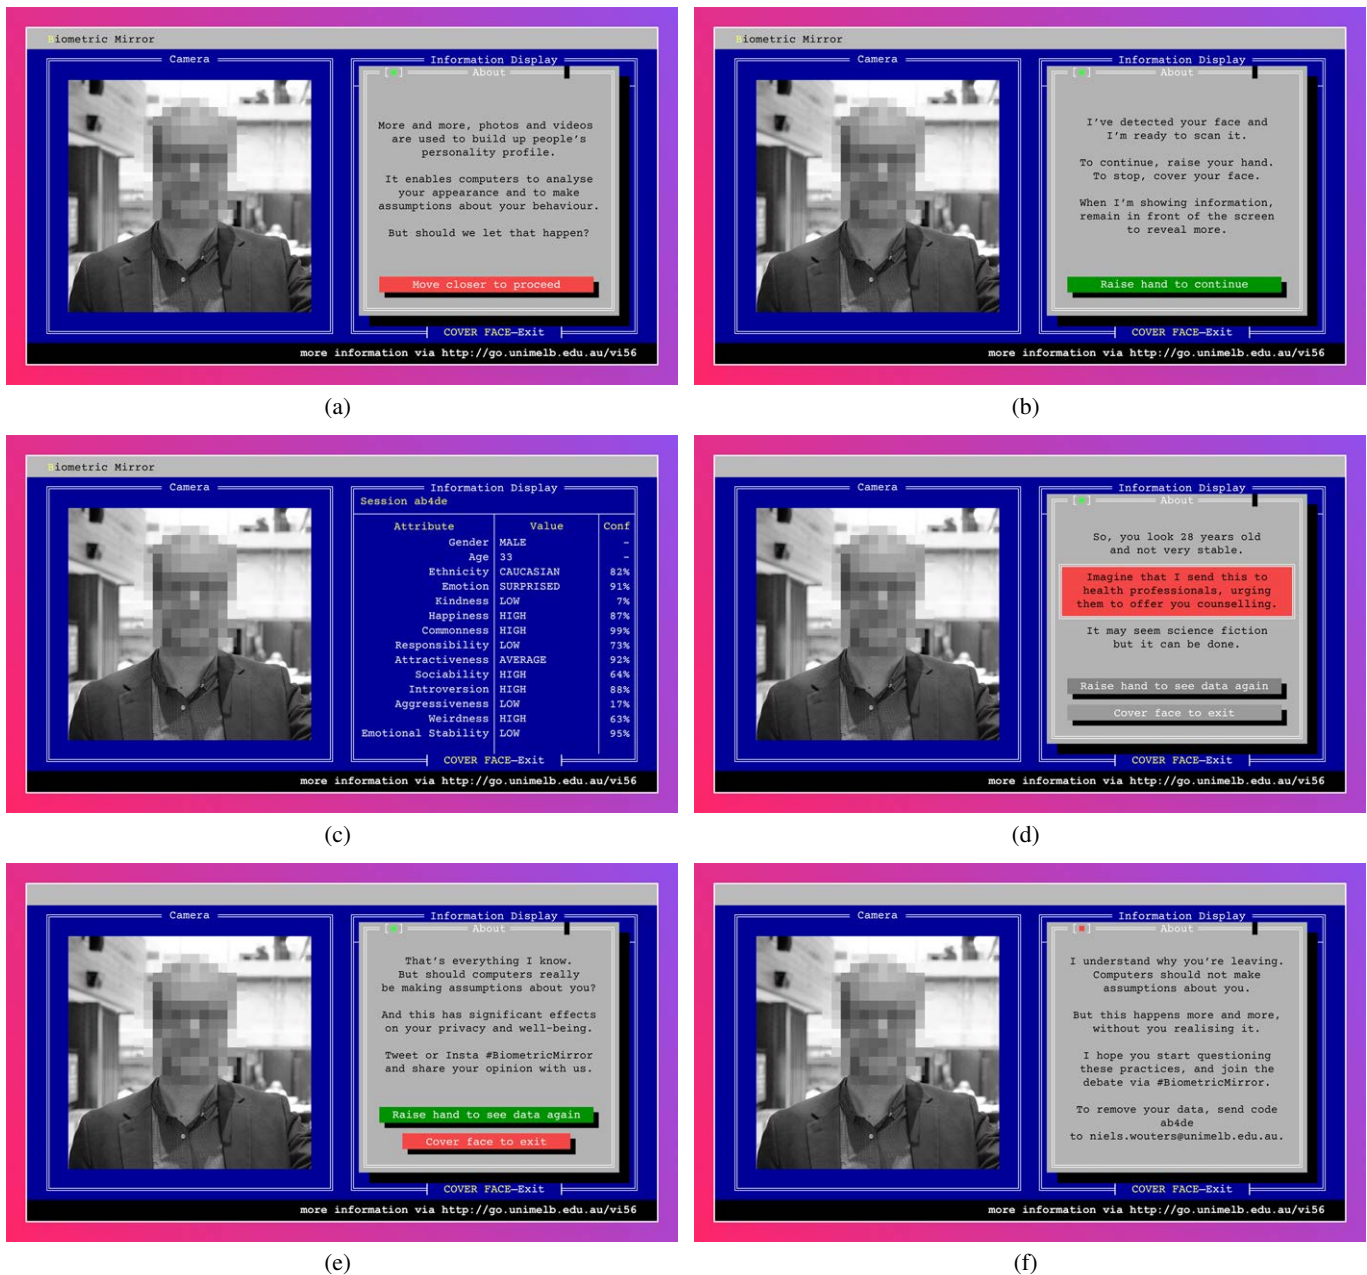 Biometric Mirror
Camera
Information Display
[■] About
More and more, photos and videos
are used to build up people's
personality profile.
It enables computers to analyse
your appearance and to make
assumptions about your behaviour.
But should we let that happen?
Move closer to proceed
COVER FACE—Exit
more information via http://go.unimelb.edu.au/vi56
(a)
Biometric Mirror
Camera
Information Display
[■] About
I've detected your face and
I'm ready to scan it.
To continue, raise your hand.
To stop, cover your face.
When I'm showing information,
remain in front of the screen
to reveal more.
Raise hand to continue
COVER FACE—Exit
more information via http://go.unimelb.edu.au/vi56
(b)
Biometric Mirror
Camera
Information Display
Session ab4de
Attribute Value Conf
Gender MALE –
Age 33 –
Ethnicity CAUCASIAN 82%
Emotion SURPRISED 91%
Kindness LOW 7%
Happiness HIGH 87%
Commonness HIGH 99%
Responsibility LOW 73%
Attractiveness AVERAGE 92%
Sociability HIGH 64%
Introversion HIGH 88%
Aggressiveness LOW 17%
Weirdness HIGH 63%
Emotional Stability LOW 95%
COVER FACE—Exit
more information via http://go.unimelb.edu.au/vi56
(c)
Camera
Information Display
[■] About
So, you look 28 years old
and not very stable.
Imagine that I send this to
health professionals, urging
them to offer you counselling.
It may seem science fiction
but it can be done.
Raise hand to see data again
Cover face to exit
COVER FACE—Exit
more information via http://go.unimelb.edu.au/vi56
(d)
Camera
Information Display
[■] About
That's everything I know.
But should computers really
be making assumptions about you?
And this has significant effects
on your privacy and well-being.
Tweet or Insta #BiometricMirror
and share your opinion with us.
Raise hand to see data again
Cover face to exit
COVER FACE—Exit
more information via http://go.unimelb.edu.au/vi56
(e)
Camera
Information Display
[■] About
I understand why you're leaving.
Computers should not make
assumptions about you.
But this happens more and more,
without you realising it.
I hope you start questioning
these practices, and join the
debate via #BiometricMirror.
To remove your data, send code
ab4de
to niels.wouters@unimelb.edu.au.
COVER FACE—Exit
more information via http://go.unimelb.edu.au/vi56
(f)